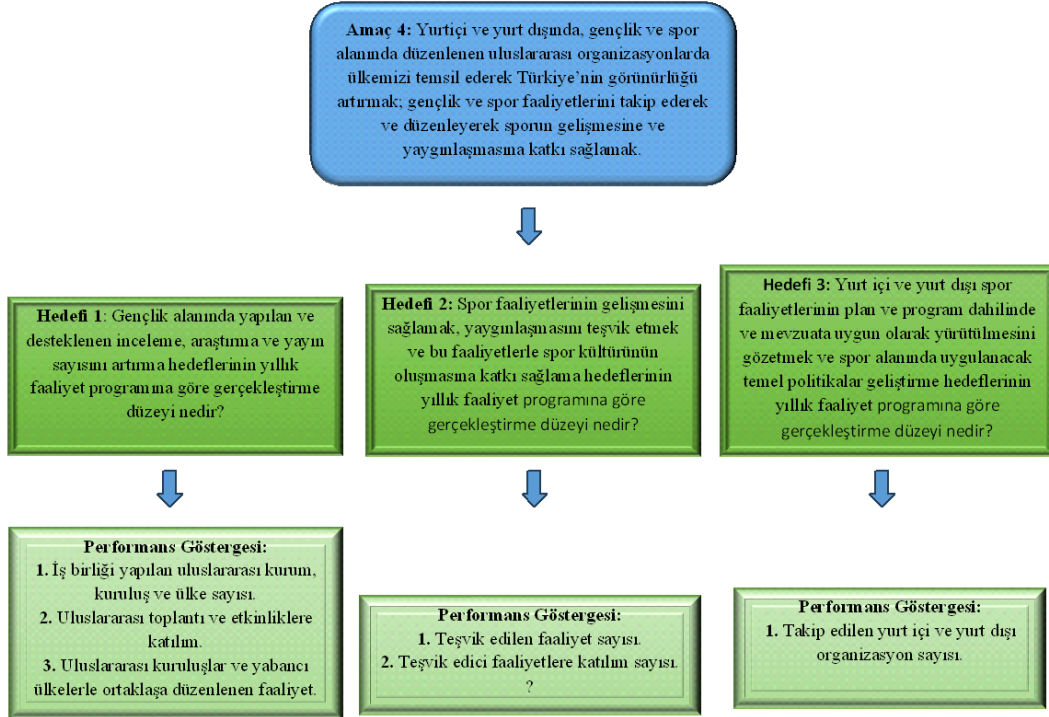 Amaç 4: Yurtiçi ve yurt dışında, gençlik ve spor
alanında düzenlenen uluslararası organizasyonlarda
ülkemizi temsil ederek Türkiye’nin görünürlüğü
artırmak; gençlik ve spor faaliyetlerini takip ederek
ve düzenleyerek sporun gelişmesine ve
yaygınlaşmasına katkı sağlamak.
Hedefi 1: Gençlik alanında yapılan ve
desteklenen inceleme, araştırma ve yayın
sayısını artırma hedeflerinin yıllık
faaliyet programına göre gerçekleştirme
düzeyi nedir?
Hedefi 2: Spor faaliyetlerinin gelişmesini
sağlamak, yaygınlaşmasını teşvik etmek
ve bu faaliyetlerle spor kültürünün
oluşmasına katkı sağlama hedeflerinin
yıllık faaliyet programına göre
gerçekleştirme düzeyi nedir?
Hedefi 3: Yurt içi ve yurt dışı spor
faaliyetlerinin plan ve program dahilinde
ve mevzuata uygun olarak yürütülmesini
gözetmek ve spor alanında uygulanacak
temel politikalar geliştirme hedeflerinin
yıllık faaliyet programına göre
gerçekleştirme düzeyi nedir?
Performans Göstergesi:
1. İş birliği yapılan uluslararası kurum,
kuruluş ve ülke sayısı.
2. Uluslararası toplantı ve etkinliklere
katılım.
3. Uluslararası kuruluşlar ve yabancı
ülkelerle ortaklaşa düzenlenen faaliyet.
Performans Göstergesi:
1. Teşvik edilen faaliyet sayısı.
2. Teşvik edici faaliyetlere katılım sayısı.
?
Performans Göstergesi:
1. Takip edilen yurt içi ve yurt dışı
organizasyon sayısı.